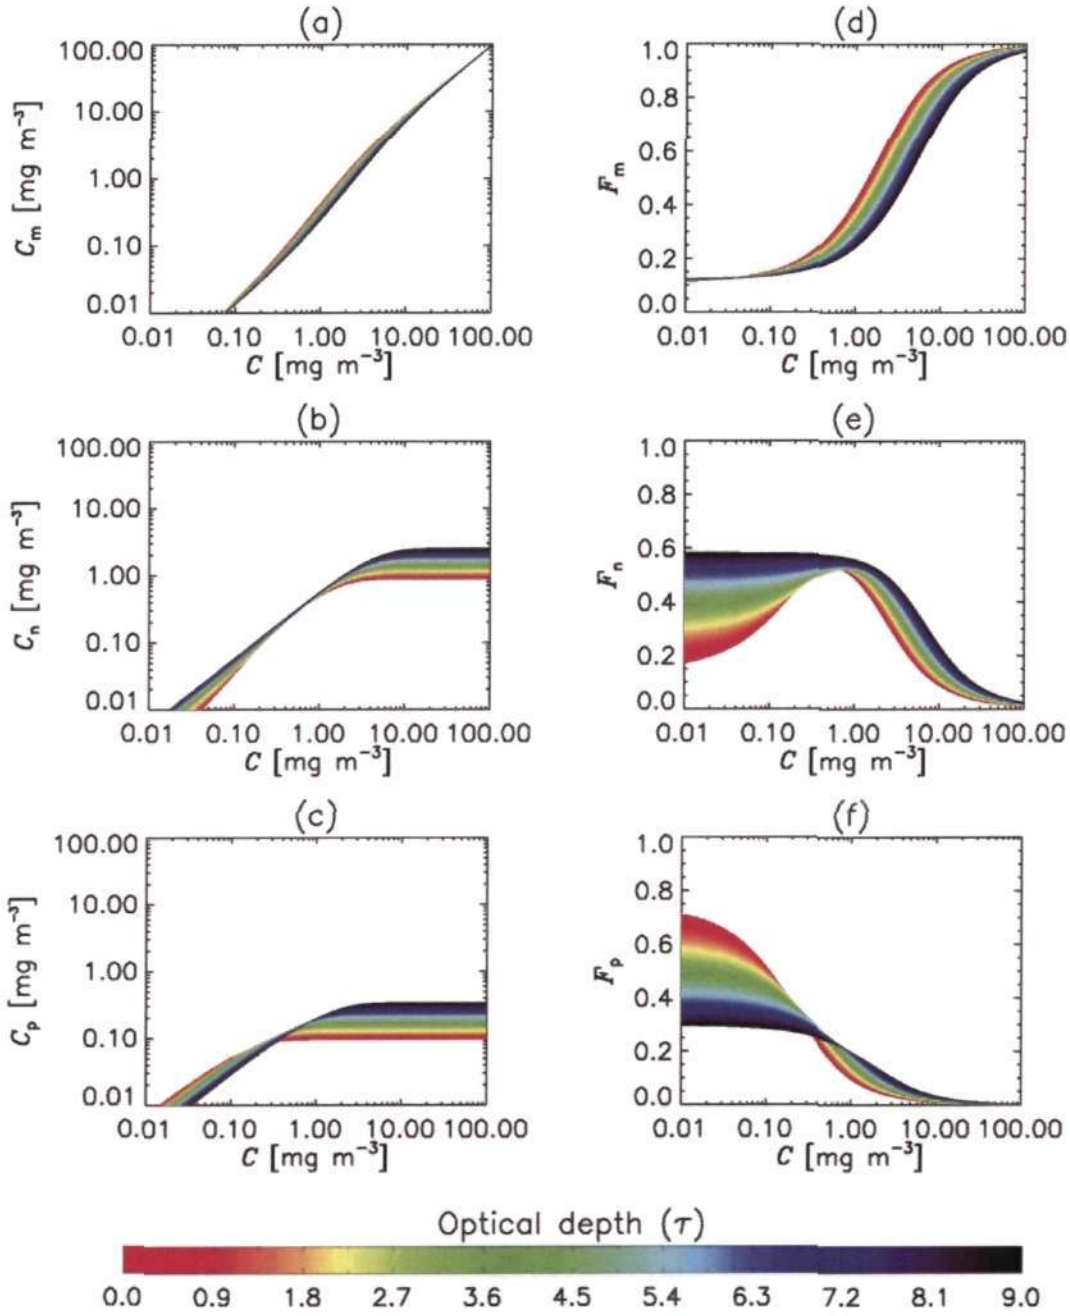 (a)
100.00
10.00
1.00
0.10
0.01
C_m [mg m⁻³]
0.01 0.10 1.00 10.00 100.00
C [mg m⁻³]
(d)
1.0
0.8
0.6
0.4
0.2
0.0
F_m
0.01 0.10 1.00 10.00 100.00
C [mg m⁻³]
(b)
100.00
10.00
1.00
0.10
0.01
C_n [mg m⁻³]
0.01 0.10 1.00 10.00 100.00
C [mg m⁻³]
(e)
1.0
0.8
0.6
0.4
0.2
0.0
F_n
0.01 0.10 1.00 10.00 100.00
C [mg m⁻³]
(c)
100.00
10.00
1.00
0.10
0.01
C_p [mg m⁻³]
0.01 0.10 1.00 10.00 100.00
C [mg m⁻³]
(f)
1.0
0.8
0.6
0.4
0.2
0.0
F_p
0.01 0.10 1.00 10.00 100.00
C [mg m⁻³]
Optical depth (τ)
0.0 0.9 1.8 2.7 3.6 4.5 5.4 6.3 7.2 8.1 9.0